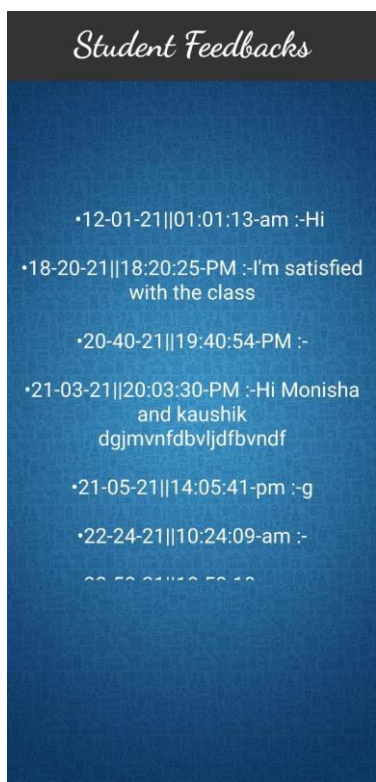 Student Feedbacks
•12-01-21||01:01:13-am :-Hi
•18-20-21||18:20:25-PM :-I'm satisfied
with the class
•20-40-21||19:40:54-PM :-
•21-03-21||20:03:30-PM :-Hi Monisha
and kaushik
dgjmvnfdbvljdfbvndf
•21-05-21||14:05:41-pm :-g
•22-24-21||10:24:09-am :-